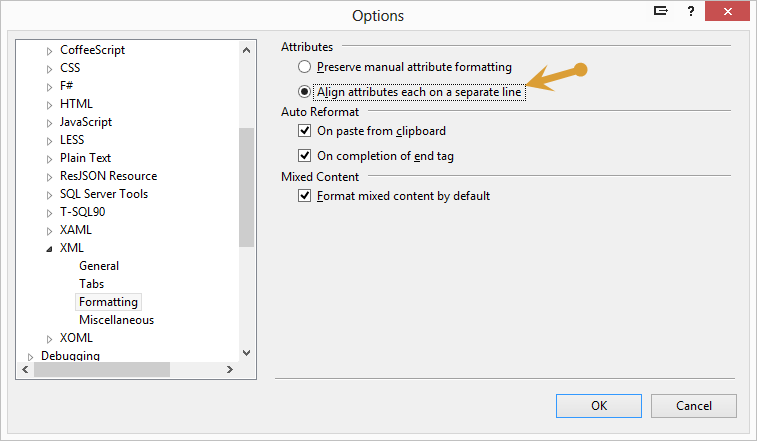 Options
CoffeeScript
CSS
F#
HTML
JavaScript
LESS
Plain Text
ResJSON Resource
SQL Server Tools
T-SQL90
XAML
XML
General
Tabs
Formatting
Miscellaneous
XOML
Debugging
Attributes
Preserve manual attribute formatting
Align attributes each on a separate line
Auto Reformat
On paste from clipboard
On completion of end tag
Mixed Content
Format mixed content by default
OK
Cancel